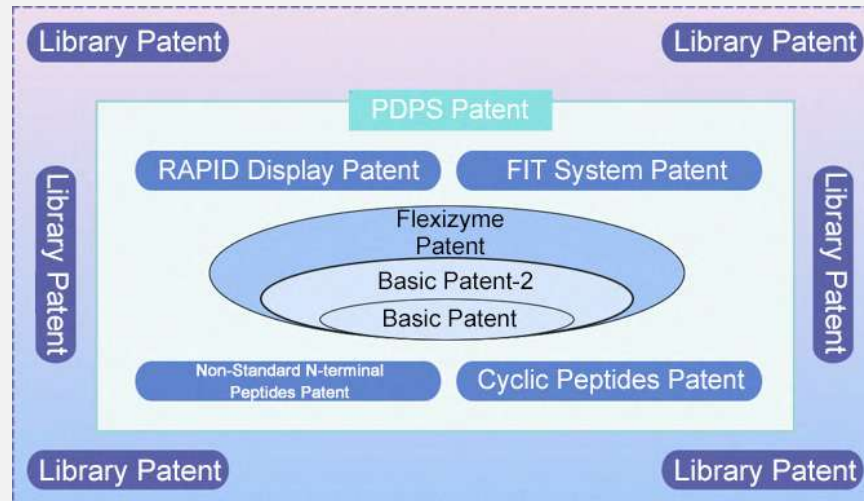 Library Patent
Library Patent
PDPS Patent
RAPID Display Patent
FIT System Patent
Library Patent
Library Patent
Flexizyme
Patent
Basic Patent-2
Basic Patent
Non-Standard N-terminal
Peptides Patent
Cyclic Peptides Patent
Library Patent
Library Patent